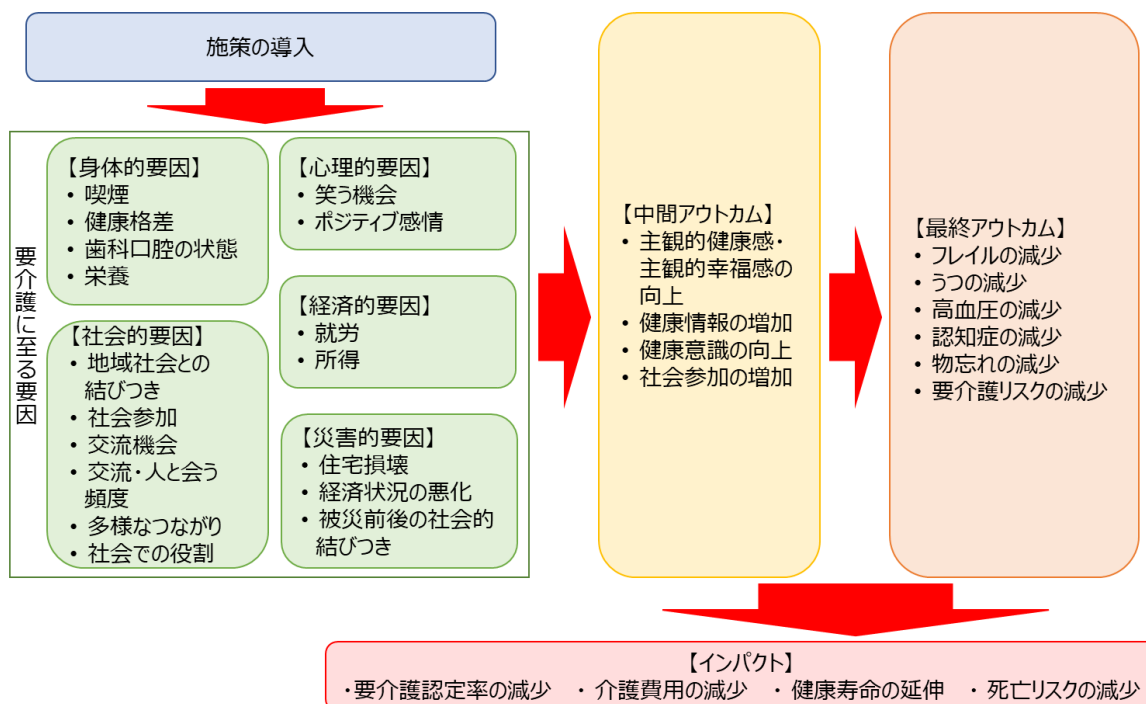 施策の導入
要介護に至る要因
【身体的要因】
・ 喫煙
・ 健康格差
・ 歯科口腔の状態
・ 栄養
【心理的要因】
・ 笑う機会
・ ポジティブ感情
【社会的要因】
・ 地域社会との
結びつき
・ 社会参加
・ 交流機会
・ 交流・人と会う
頻度
・ 多様なつながり
・ 社会での役割
【経済的要因】
・ 就労
・ 所得
【災害的要因】
・ 住宅損壊
・ 経済状況の悪化
・ 被災前後の社会的
結びつき
【中間アウトカム】
・ 主観的健康感・
主観的幸福感の
向上
・ 健康情報の増加
・ 健康意識の向上
・ 社会参加の増加
【最終アウトカム】
・ フレイルの減少
・ うつの減少
・ 高血圧の減少
・ 認知症の減少
・ 物忘れの減少
・ 要介護リスクの減少
【インパクト】
・要介護認定率の減少 ・ 介護費用の減少 ・ 健康寿命の延伸 ・ 死亡リスクの減少